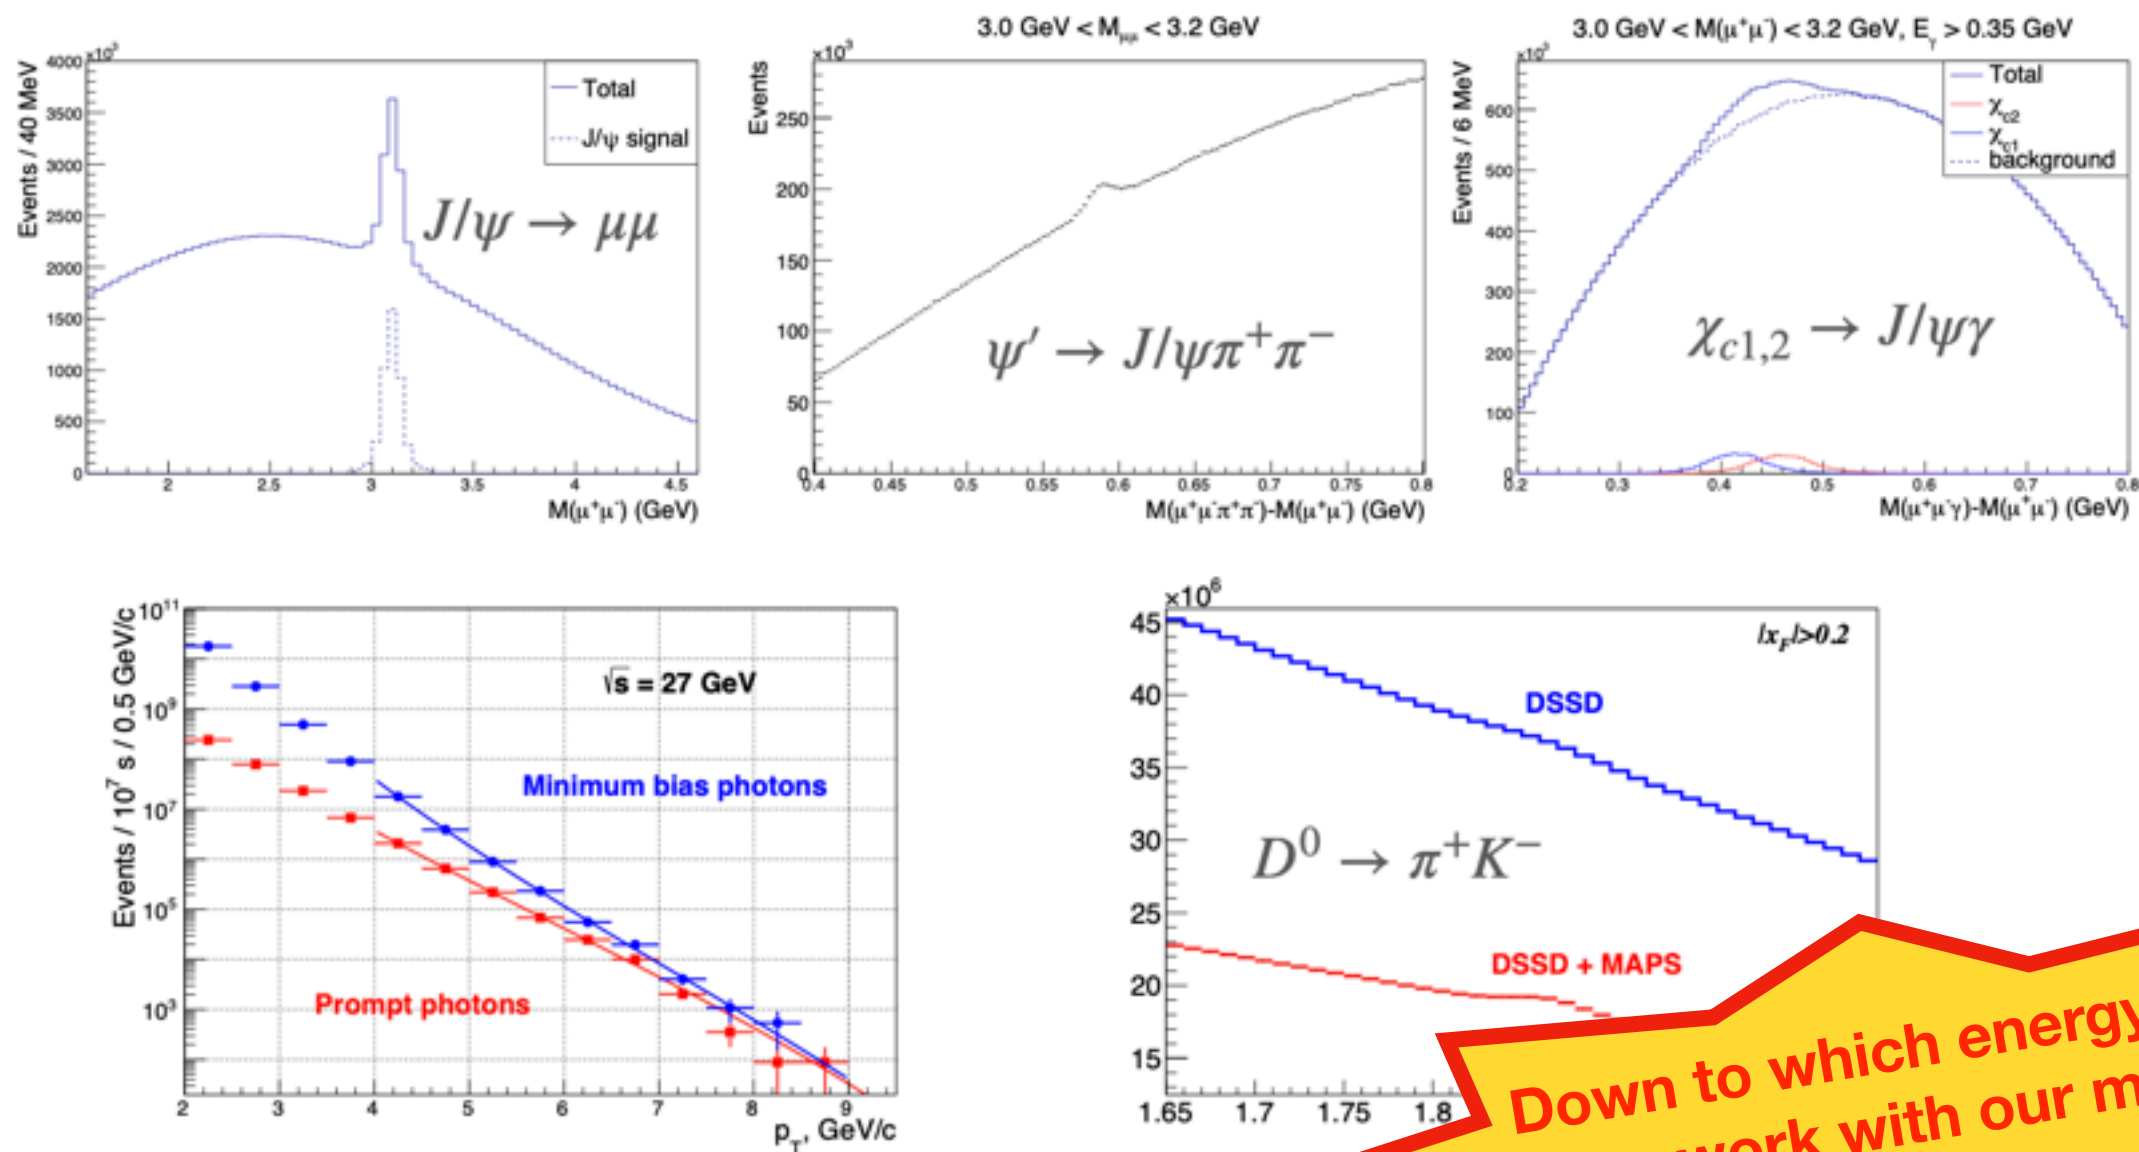 3.0 GeV < Mμμ < 3.2 GeV
3.0 GeV < M(μ⁺μ⁻) < 3.2 GeV, Eγ > 0.35 GeV
×10³
Events / 40 MeV
4000
3500
3000
2500
2000
1500
1000
500
0
Total
J/ψ signal
J/ψ → μμ
2 2.5 3 3.5 4 4.5
M(μ⁺μ⁻) (GeV)
×10³
Events
250
200
150
100
50
0
ψ′ → J/ψπ⁺π⁻
0.4 0.45 0.5 0.55 0.6 0.65 0.7 0.75 0.8
M(μ⁺μ⁻π⁺π⁻)-M(μ⁺μ⁻) (GeV)
×10³
Events / 6 MeV
600
500
400
300
200
100
0
Total
χc2
χc1
background
χc1,2 → J/ψγ
0.2 0.3 0.4 0.5 0.6 0.7 0.8
M(μ⁺μ⁻γ)-M(μ⁺μ⁻) (GeV)
Events / 10⁷ s / 0.5 GeV/c
10¹¹
10⁹
10⁷
10⁵
10³
√s = 27 GeV
Minimum bias photons
Prompt photons
2 3 4 5 6 7 8 9
pT, GeV/c
×10⁶
45
40
35
30
25
20
15
|xF|>0.2
DSSD
D⁰ → π⁺K⁻
DSSD + MAPS
1.65 1.7 1.75 1.8
Down to which energy
work with our m